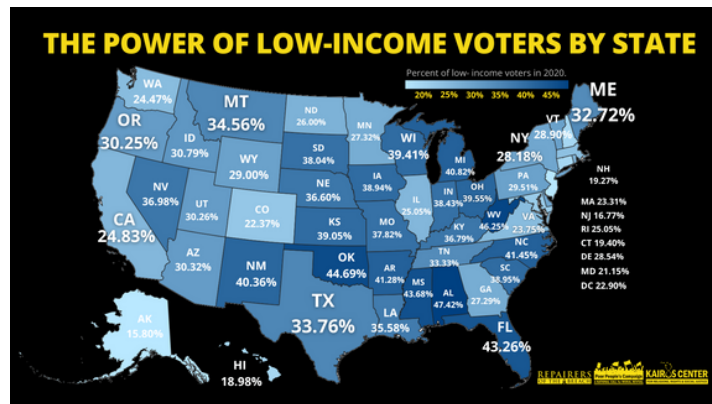 THE POWER OF LOW-INCOME VOTERS BY STATE
Percent of low- income voters in 2020.
20% 25% 30% 35% 40% 45%
WA
24.47%
OR
30.25%
MT
34.56%
ID
30.79%
ND
26.00%
MN
27.32%
WI
39.41%
MI
40.82%
ME
32.72%
VT
28.90%
NY
28.18%
NH
19.27%
SD
38.04%
WY
29.00%
NV
36.98%
UT
30.26%
CO
22.37%
CA
24.83%
NE
36.60%
IA
38.94%
IL
25.05%
IN
38.43%
OH
39.55%
PA
29.51%
WV
46.25%
VA
23.75%
MA 23.31%
NJ 16.77%
RI 25.05%
CT 19.40%
DE 28.54%
MD 21.15%
DC 22.90%
KS
39.05%
MO
37.82%
KY
36.79%
NC
41.45%
TN
33.33%
SC
38.95%
AZ
30.32%
NM
40.36%
OK
44.69%
AR
41.28%
MS
43.68%
AL
47.42%
GA
27.29%
TX
33.76%
LA
35.58%
FL
43.26%
AK
15.80%
HI
18.98%
REPAIRERS
OF THE BREACH
KAIROS CENTER